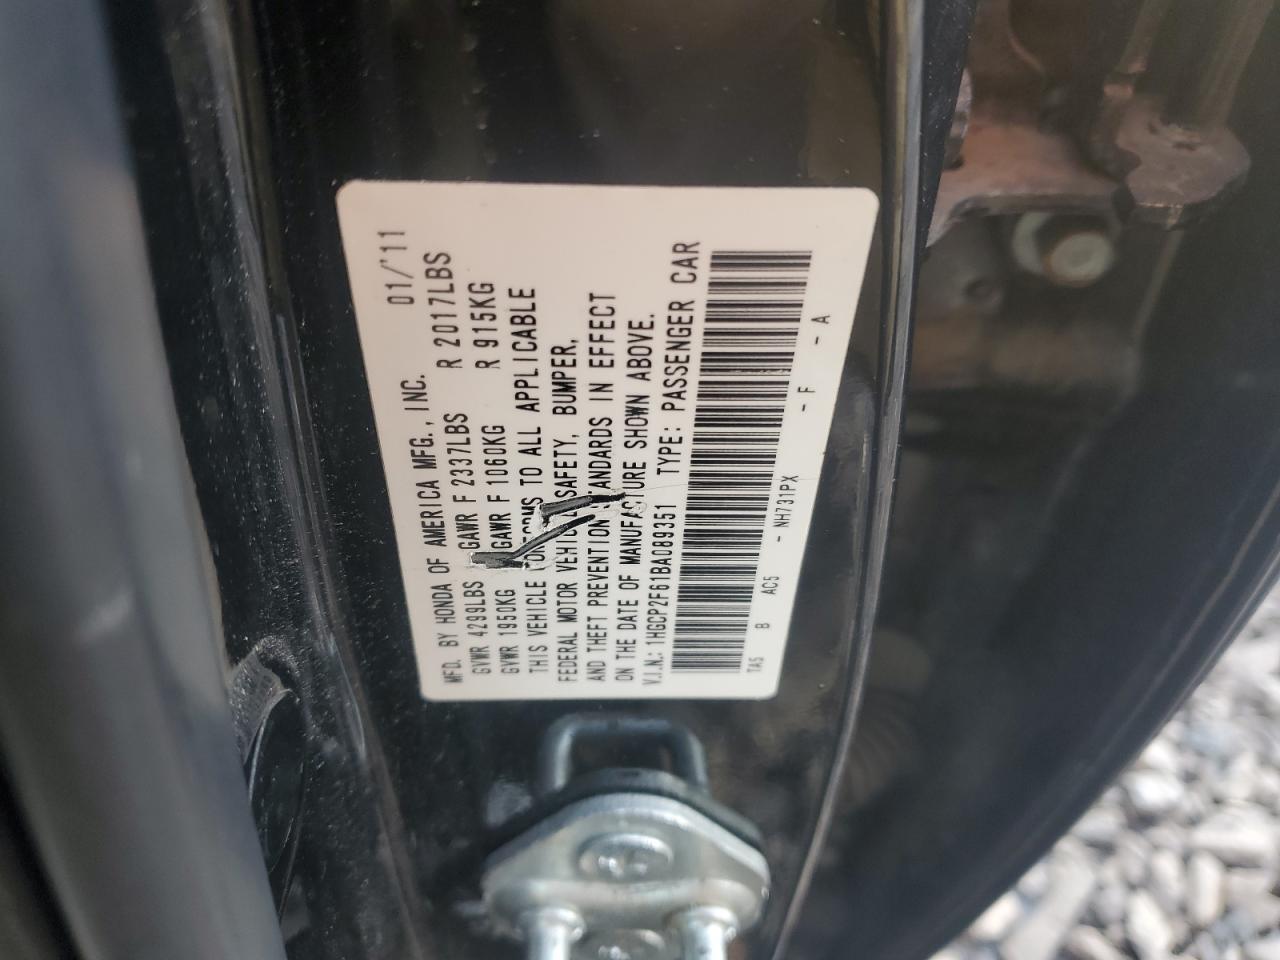 MFD. BY HONDA OF AMERICA MFG., INC. 01/'11
GVWR 4299LBS GAWR F 2337LBS R 2017LBS
GVWR 1950KG GAWR F 1060KG R 915KG
THIS VEHICLE CONFORMS TO ALL APPLICABLE
FEDERAL MOTOR VEHICLE SAFETY, BUMPER,
AND THEFT PREVENTION STANDARDS IN EFFECT
ON THE DATE OF MANUFACTURE SHOWN ABOVE.
V.I.N.: 1HGCP2F61BA089351 TYPE: PASSENGER CAR
TA5 B AC5 - NH731PX - F - A